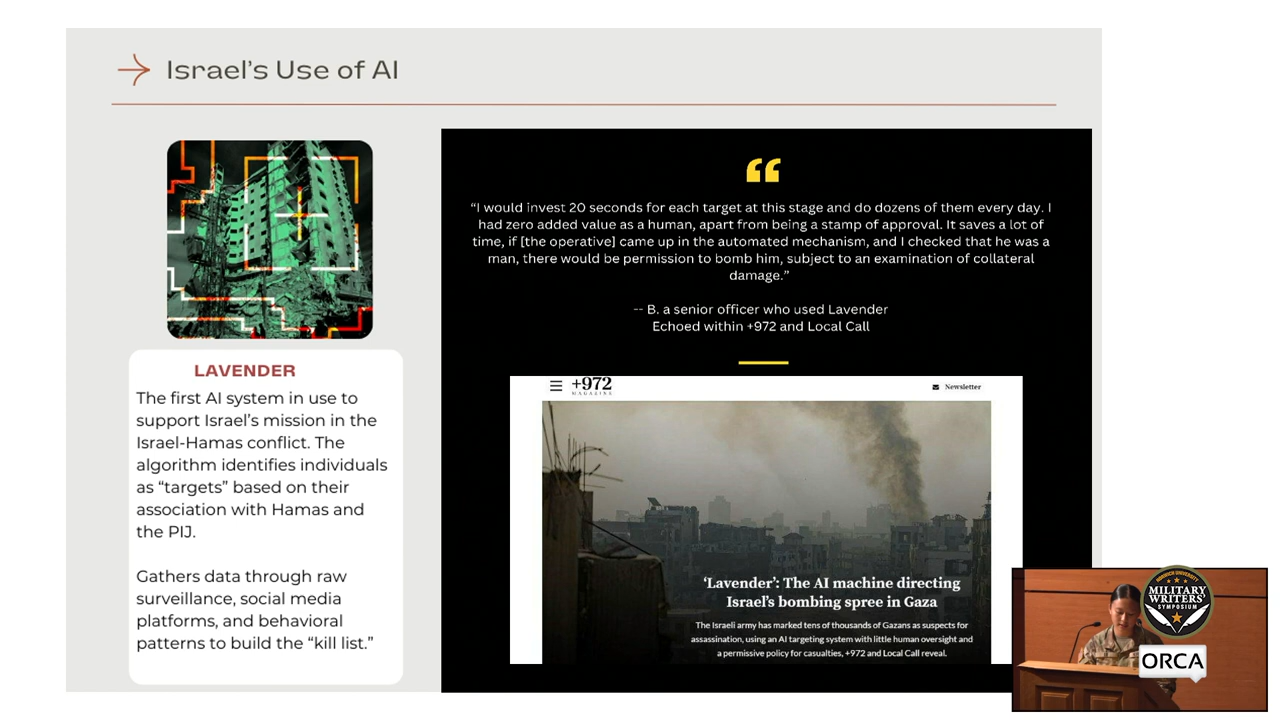 Israel's Use of AI
LAVENDER
The first AI system in use to
support Israel's mission in the
Israel-Hamas conflict. The
algorithm identifies individuals
as “targets” based on their
association with Hamas and
the PIJ.
Gathers data through raw
surveillance, social media
platforms, and behavioral
patterns to build the “kill list.”
“
“I would invest 20 seconds for each target at this stage and do dozens of them every day. I
had zero added value as a human, apart from being a stamp of approval. It saves a lot of
time, if [the operative] came up in the automated mechanism, and I checked that he was a
man, there would be permission to bomb him, subject to an examination of collateral
damage.”
-- B. a senior officer who used Lavender
Echoed within +972 and Local Call
+972
MAGAZINE
Newsletter
‘Lavender’: The AI machine directing
Israel’s bombing spree in Gaza
The Israeli army has marked tens of thousands of Gazans as suspects for
assassination, using an AI targeting system with little human oversight and
a permissive policy for casualties, +972 and Local Call reveal.
NORWICH UNIVERSITY
MILITARY
WRITERS'
SYMPOSIUM
ORCA